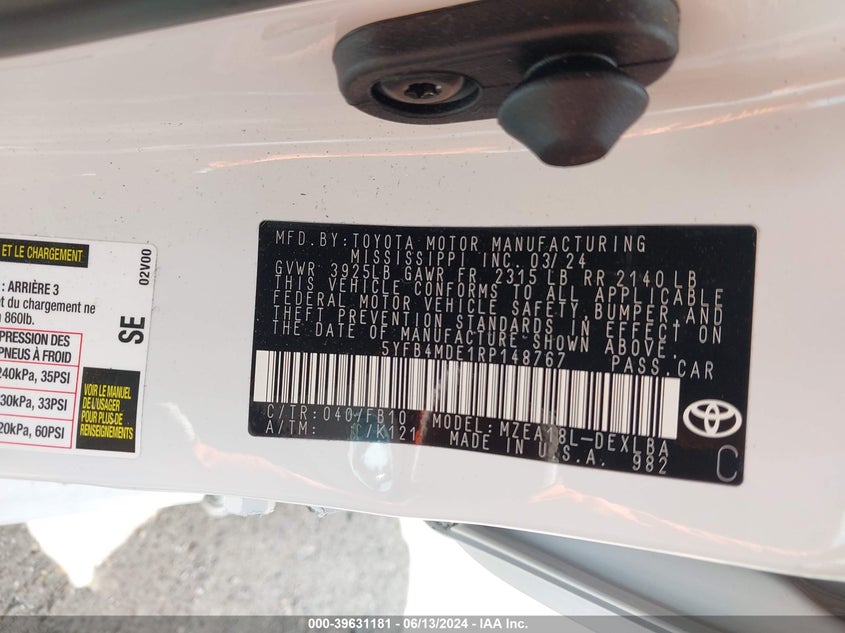 ET LE CHARGEMENT
: ARRIÈRE 3
t du chargement ne
860lb.
PRESSION DES
PNEUS À FROID
240kPa, 35PSI
30kPa, 33PSI
20kPa, 60PSI
VOIR LE MANUEL
DE L'USAGER
POUR PLUS DE
RENSEIGNEMENTS
SE
02V00
MFD.BY:TOYOTA MOTOR MANUFACTURING
MISSISSIPPI INC. 03/24
GVWR 3925LB GAWR FR 2315LB RR 2140LB
THIS VEHICLE CONFORMS TO ALL APPLICABLE
FEDERAL MOTOR VEHICLE SAFETY,BUMPER,AND
THEFT PREVENTION STANDARDS IN EFFECT ON
THE DATE OF MANUFACTURE SHOWN ABOVE.
5YFB4MDE1RP148767 PASS.CAR
C/TR:040/FB10 MODEL:MZEA18L-DEXLBA
A/TM: /K121 MADE IN U.S.A. 982
C
000-39631181 - 06/13/2024 - IAA Inc.